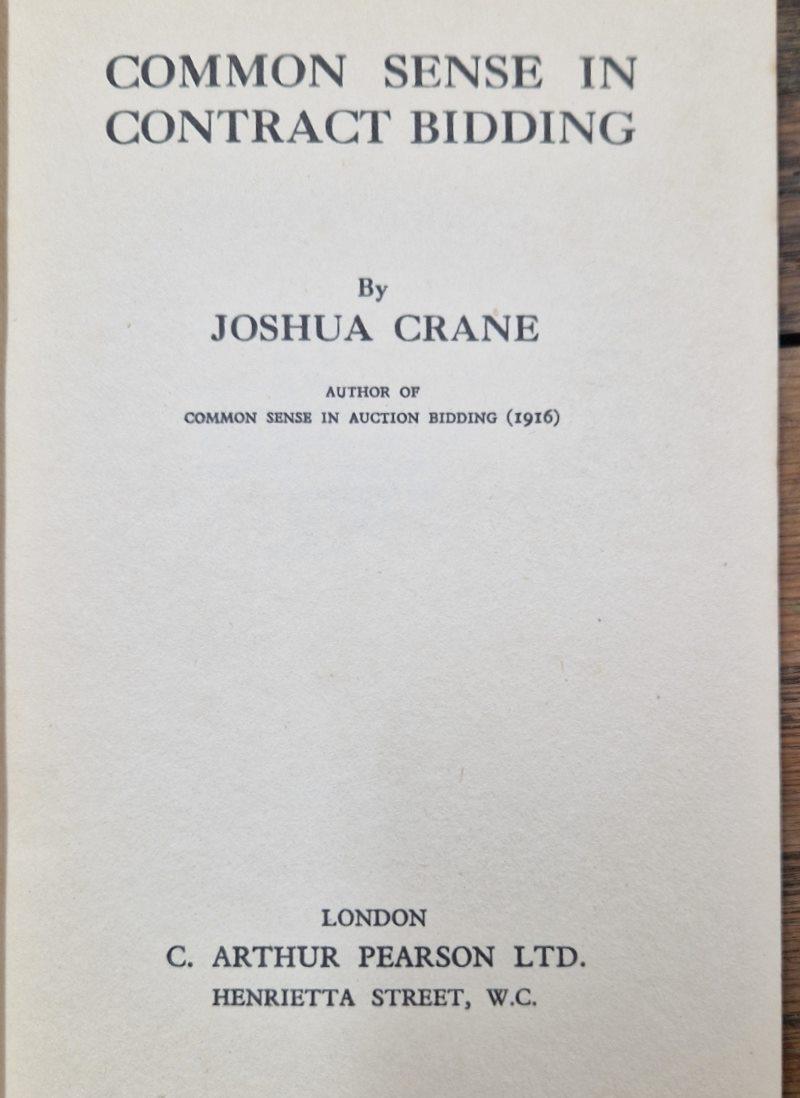 COMMON SENSE IN
CONTRACT BIDDING
By
JOSHUA CRANE
AUTHOR OF
COMMON SENSE IN AUCTION BIDDING (1916)
LONDON
C. ARTHUR PEARSON LTD.
HENRIETTA STREET, W.C.